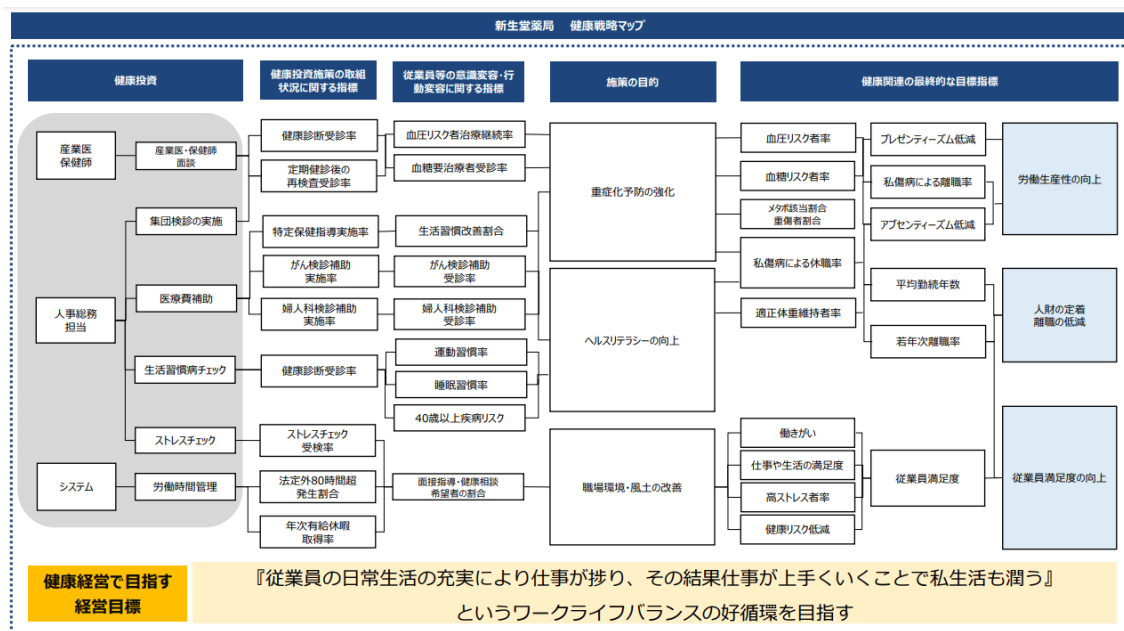 新生堂薬局 健康戦略マップ
健康投資
健康投資施策の取組
状況に関する指標
従業員等の意識変容・行
動変容に関する指標
施策の目的
健康関連の最終的な目標指標
産業医
保健師
産業医・保健師
面談
集団検診の実施
人事総務
担当
医療費補助
生活習慣病チェック
ストレスチェック
システム
労働時間管理
健康診断受診率
定期健診後の
再検査受診率
特定保健指導実施率
がん検診補助
実施率
婦人科検診補助
実施率
健康診断受診率
ストレスチェック
受検率
法定外80時間超
発生割合
年次有給休暇
取得率
血圧リスク者治療継続率
血糖要治療者受診率
生活習慣改善割合
がん検診補助
受診率
婦人科検診補助
受診率
運動習慣率
睡眠習慣率
40歳以上疾病リスク
面接指導・健康相談
希望者の割合
重症化予防の強化
ヘルスリテラシーの向上
職場環境・風土の改善
血圧リスク者率
血糖リスク者率
メタボ該当割合
重傷者割合
私傷病による休職率
適正体重維持者率
働きがい
仕事や生活の満足度
高ストレス者率
健康リスク低減
プレゼンティーズム低減
私傷病による離職率
アブセンティーズム低減
平均勤続年数
若年次離職率
従業員満足度
労働生産性の向上
人財の定着
離職の低減
従業員満足度の向上
健康経営で目指す
経営目標
『従業員の日常生活の充実により仕事が捗り、その結果仕事が上手くいくことで私生活も潤う』
というワークライフバランスの好循環を目指す